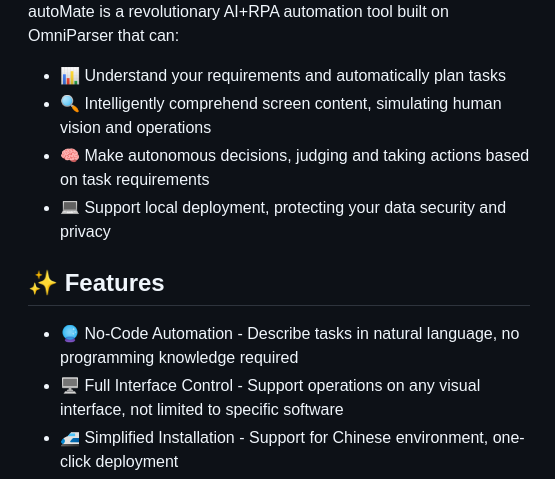 autoMate is a revolutionary AI+RPA automation tool built on
OmniParser that can:
• 📊 Understand your requirements and automatically plan tasks
• 🔍 Intelligently comprehend screen content, simulating human
vision and operations
• 🧠 Make autonomous decisions, judging and taking actions based
on task requirements
• 💻 Support local deployment, protecting your data security and
privacy
✨ Features
• 🔮 No-Code Automation - Describe tasks in natural language, no
programming knowledge required
• 🖥️ Full Interface Control - Support operations on any visual
interface, not limited to specific software
• 🚅 Simplified Installation - Support for Chinese environment, one-
click deployment